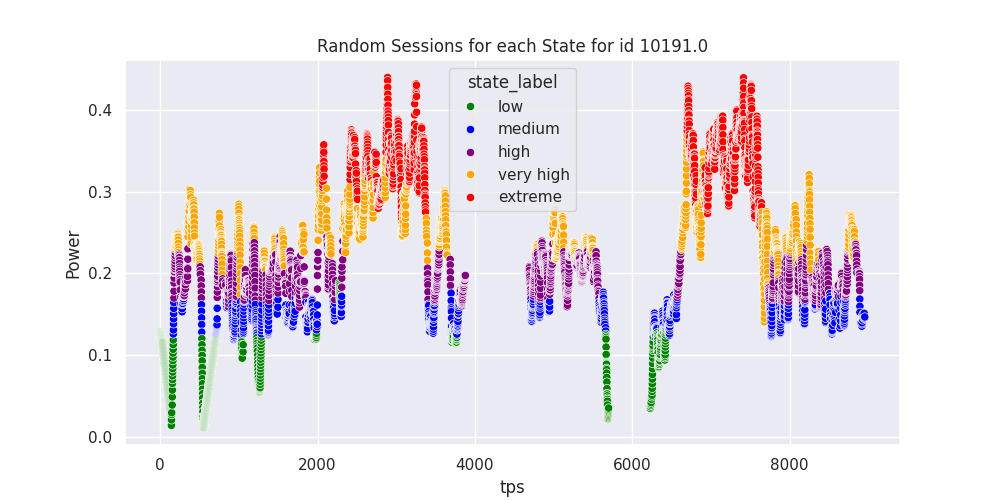 Random Sessions for each State for id 10191.0
state_label
low
medium
high
very high
extreme
Power
0.4
0.3
0.2
0.1
0.0
0 2000 4000 6000 8000
tps